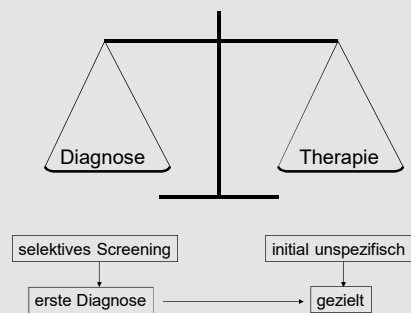 Diagnose
Therapie
selektives Screening
initial unspezifisch
erste Diagnose
gezielt